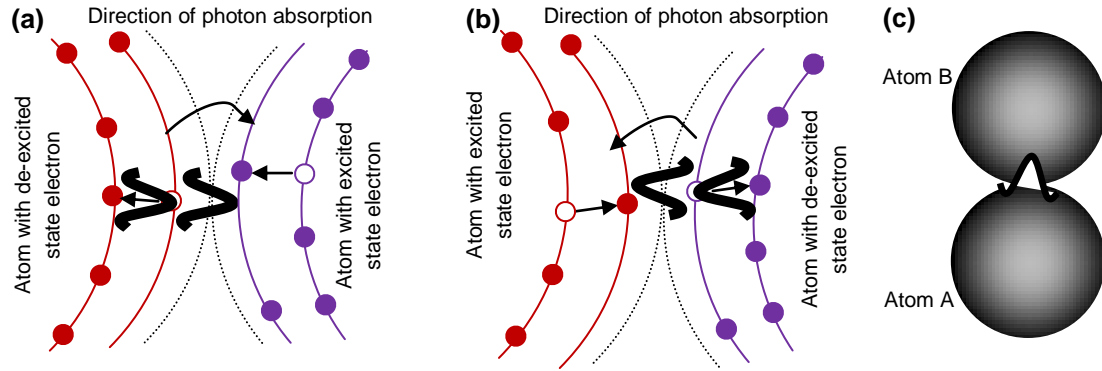 (a)
Direction of photon absorption
Atom with de-excited
state electron
Atom with excited
state electron
(b)
Direction of photon absorption
Atom with excited
state electron
Atom with de-excited
state electron
(c)
Atom B
Atom A